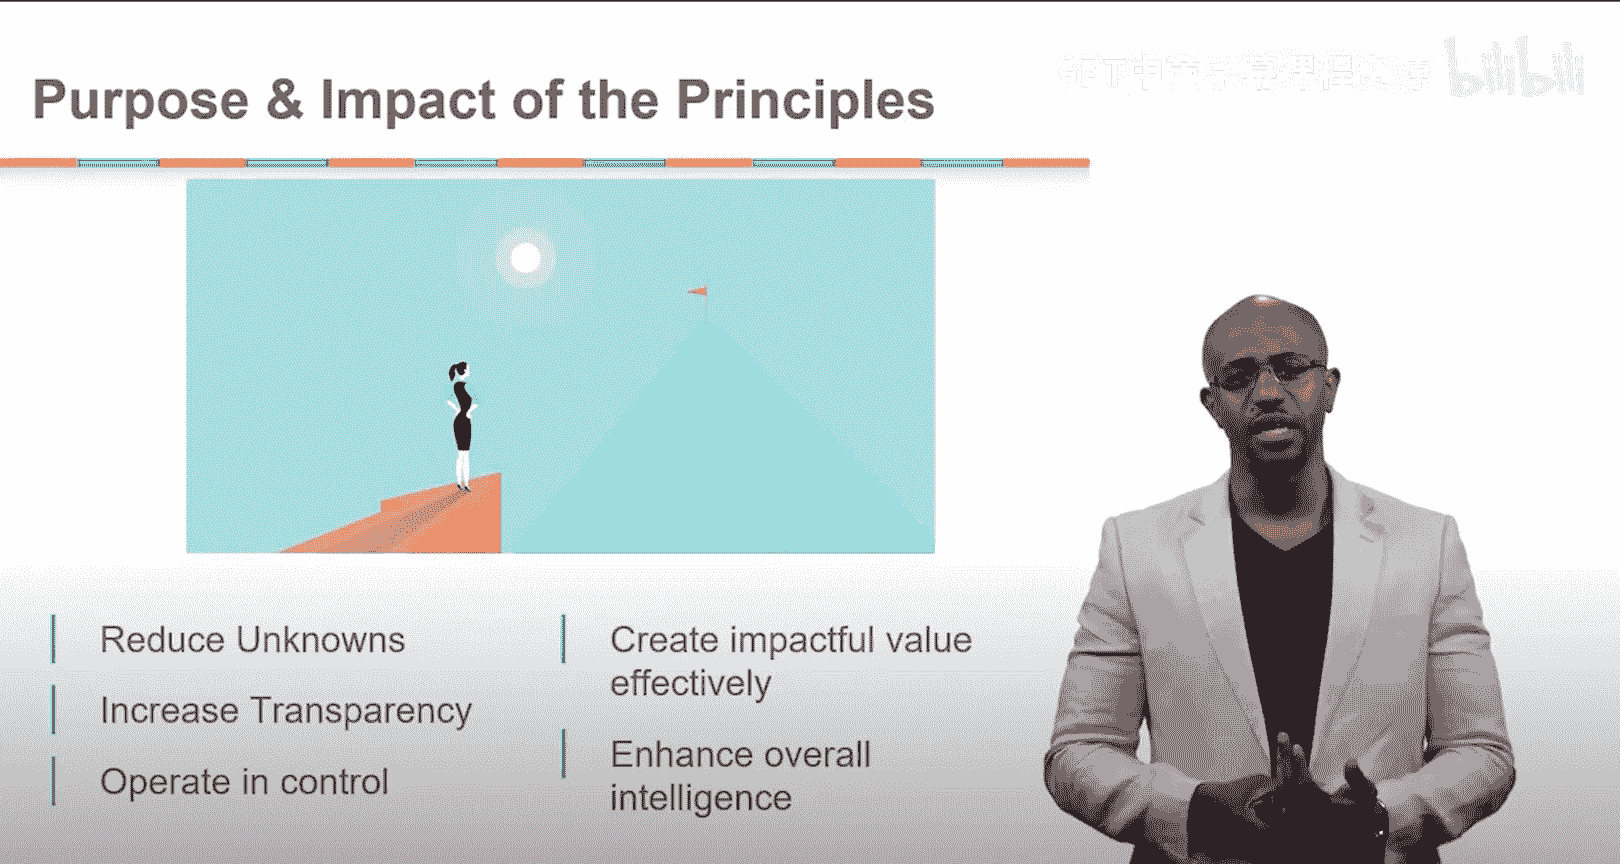 Purpose & Impact of the Principles
bilibili
Reduce Unknowns
Increase Transparency
Operate in control
Create impactful value
effectively
Enhance overall
intelligence